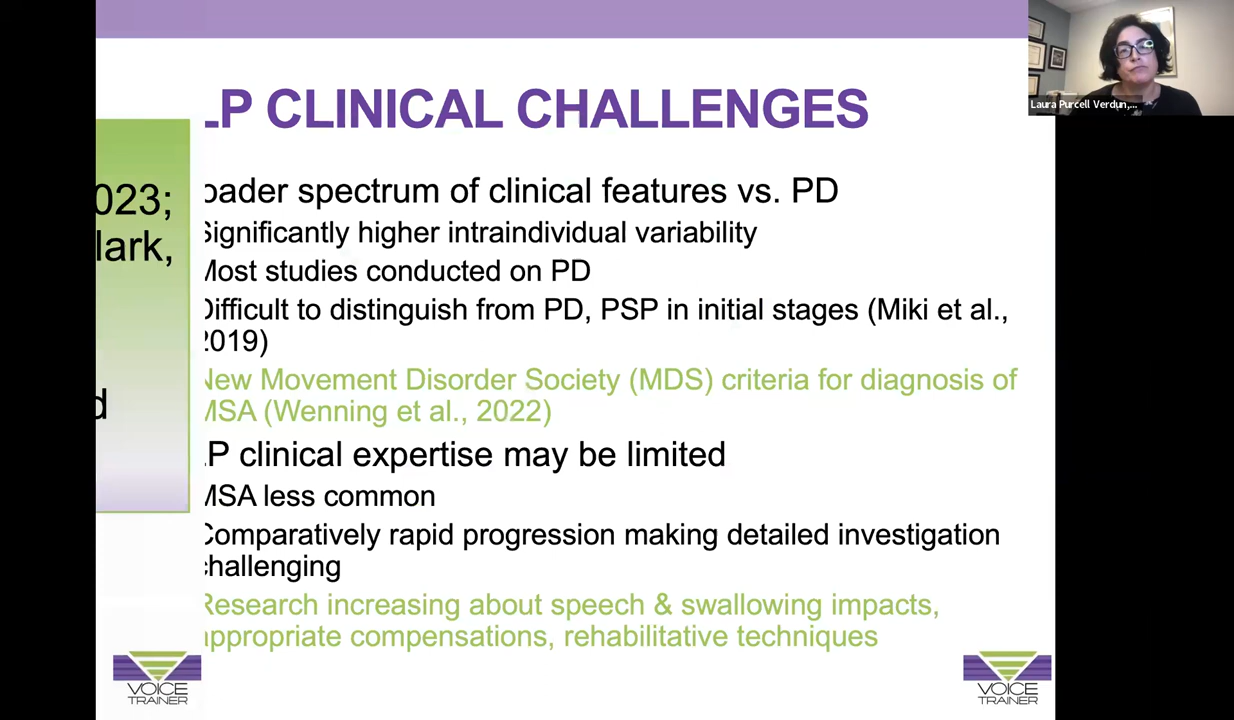 LP CLINICAL CHALLENGES
Laura Purcell Verdun,...
023;
lark,
d
oader spectrum of clinical features vs. PD
Significantly higher intraindividual variability
Most studies conducted on PD
Difficult to distinguish from PD, PSP in initial stages (Miki et al.,
2019)
New Movement Disorder Society (MDS) criteria for diagnosis of
MSA (Wenning et al., 2022)
LP clinical expertise may be limited
MSA less common
Comparatively rapid progression making detailed investigation
challenging
Research increasing about speech & swallowing impacts,
appropriate compensations, rehabilitative techniques
VOICE
TRAINER
VOICE
TRAINER